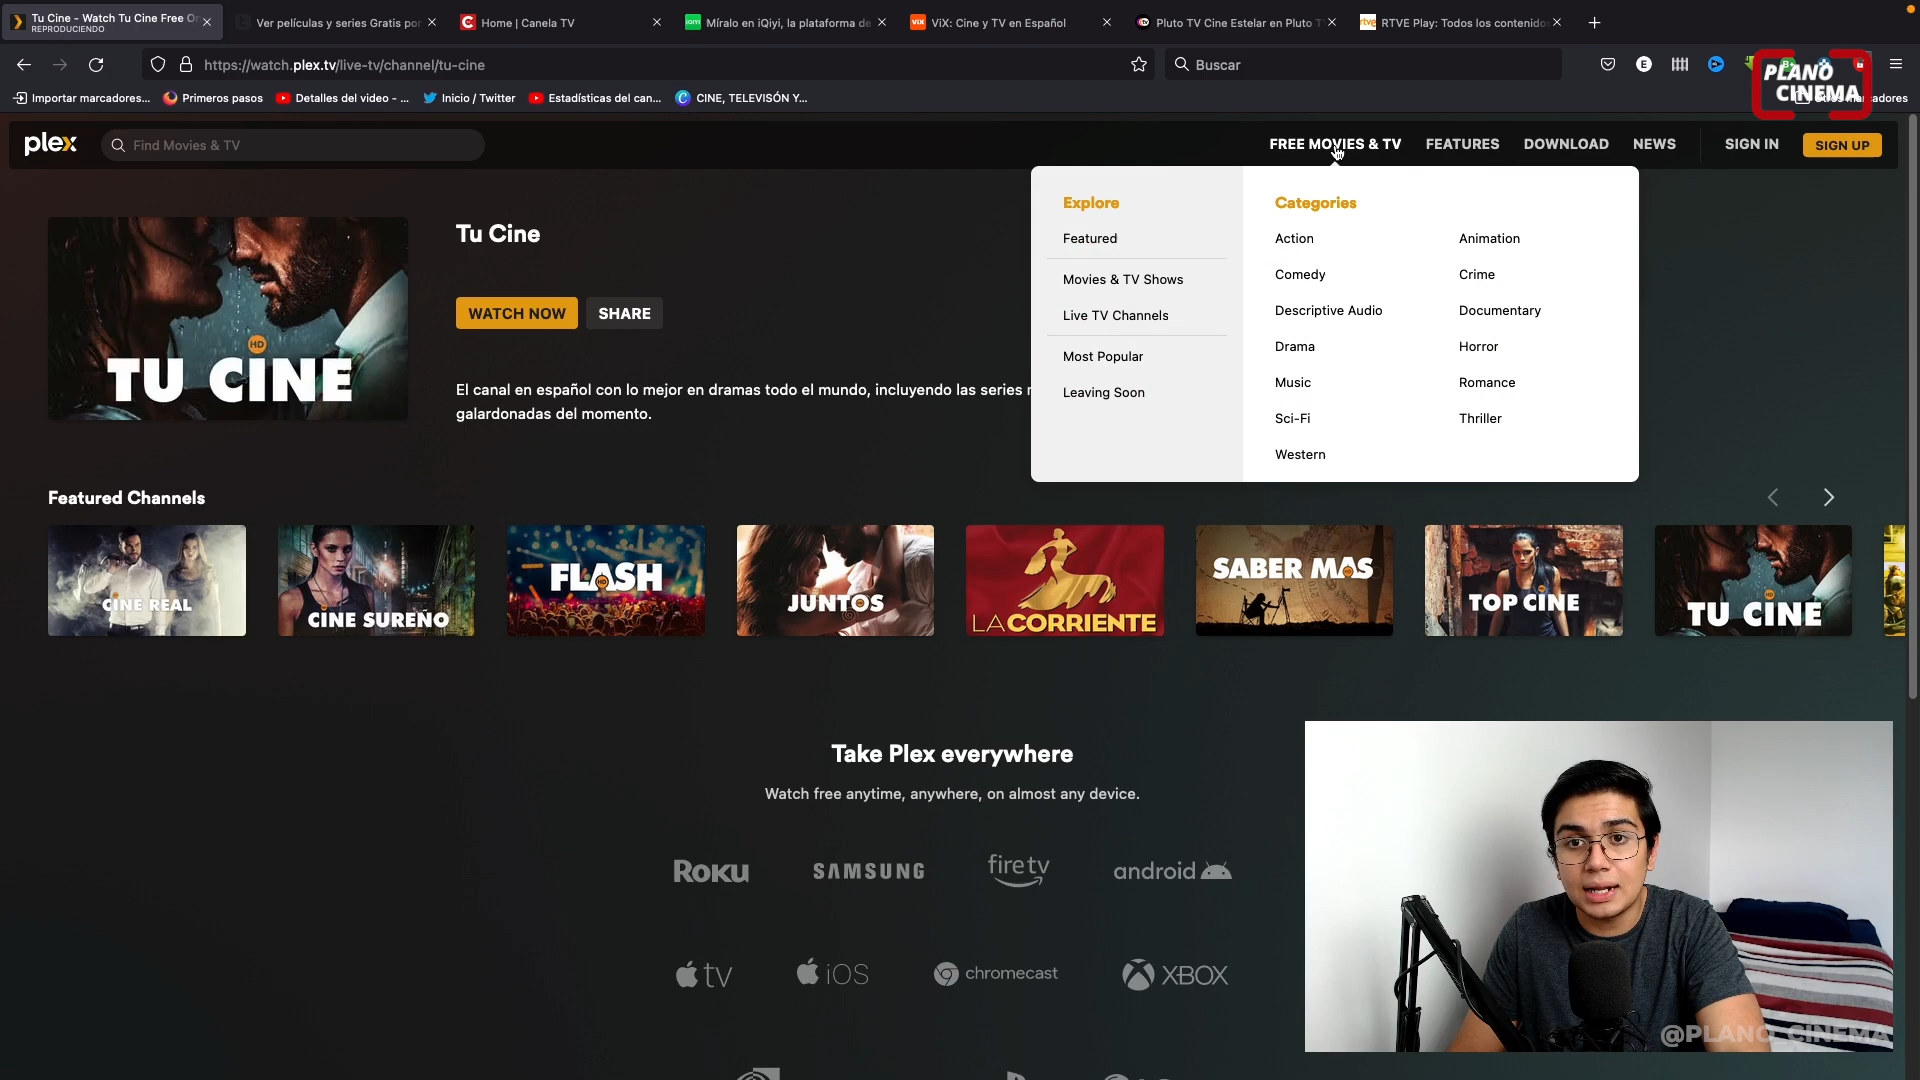 Tu Cine - Watch Tu Cine Free O
REPRODUCIENDO
Ver películas y series Gratis por
Home | Canela TV
Míralo en iQiyi, la plataforma de
ViX: Cine y TV en Español
Pluto TV Cine Estelar en Pluto T
RTVE Play: Todos los contenido
https://watch.plex.tv/live-tv/channel/tu-cine
Buscar
Importar marcadores...
Primeros pasos
Detalles del video - ...
Inicio / Twitter
Estadísticas del can...
CINE, TELEVISÓN Y...
PLANO
CINEMA
adores
plex
Find Movies & TV
FREE MOVIES & TV
FEATURES
DOWNLOAD
NEWS
SIGN IN
SIGN UP
Tu Cine
WATCH NOW
SHARE
El canal en español con lo mejor en dramas todo el mundo, incluyendo las series
galardonadas del momento.
HD
TU CINE
Explore
Featured
Movies & TV Shows
Live TV Channels
Most Popular
Leaving Soon
Categories
Action
Animation
Comedy
Crime
Descriptive Audio
Documentary
Drama
Horror
Music
Romance
Sci-Fi
Thriller
Western
Featured Channels
CINE REAL
CINE SUREÑO
FLASH
JUNTOS
LA CORRIENTE
SABER MAS
TOP CINE
TU CINE
Take Plex everywhere
Watch free anytime, anywhere, on almost any device.
ROKU
SAMSUNG
fire tv
android
tv
iOS
chromecast
XBOX
@PLANO_CINEMA